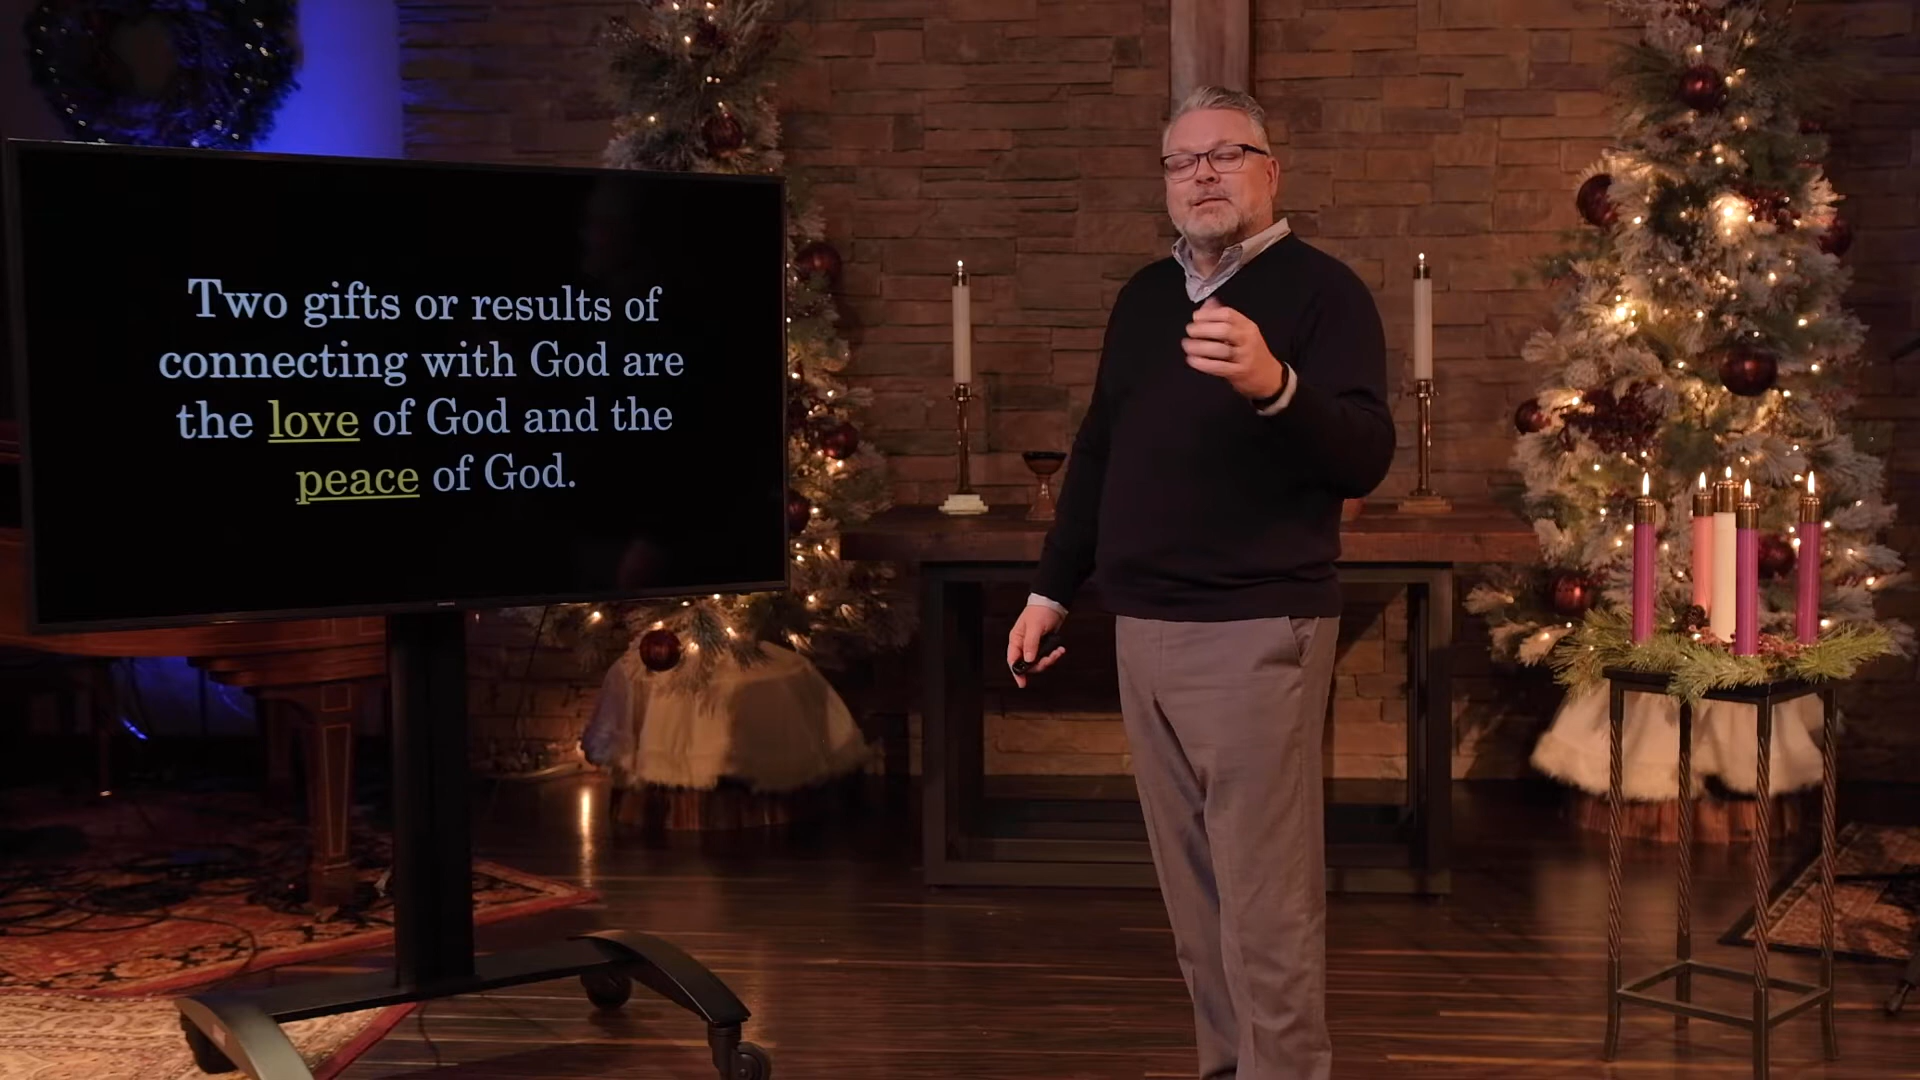 Two gifts or results of
connecting with God are
the love of God and the
peace of God.